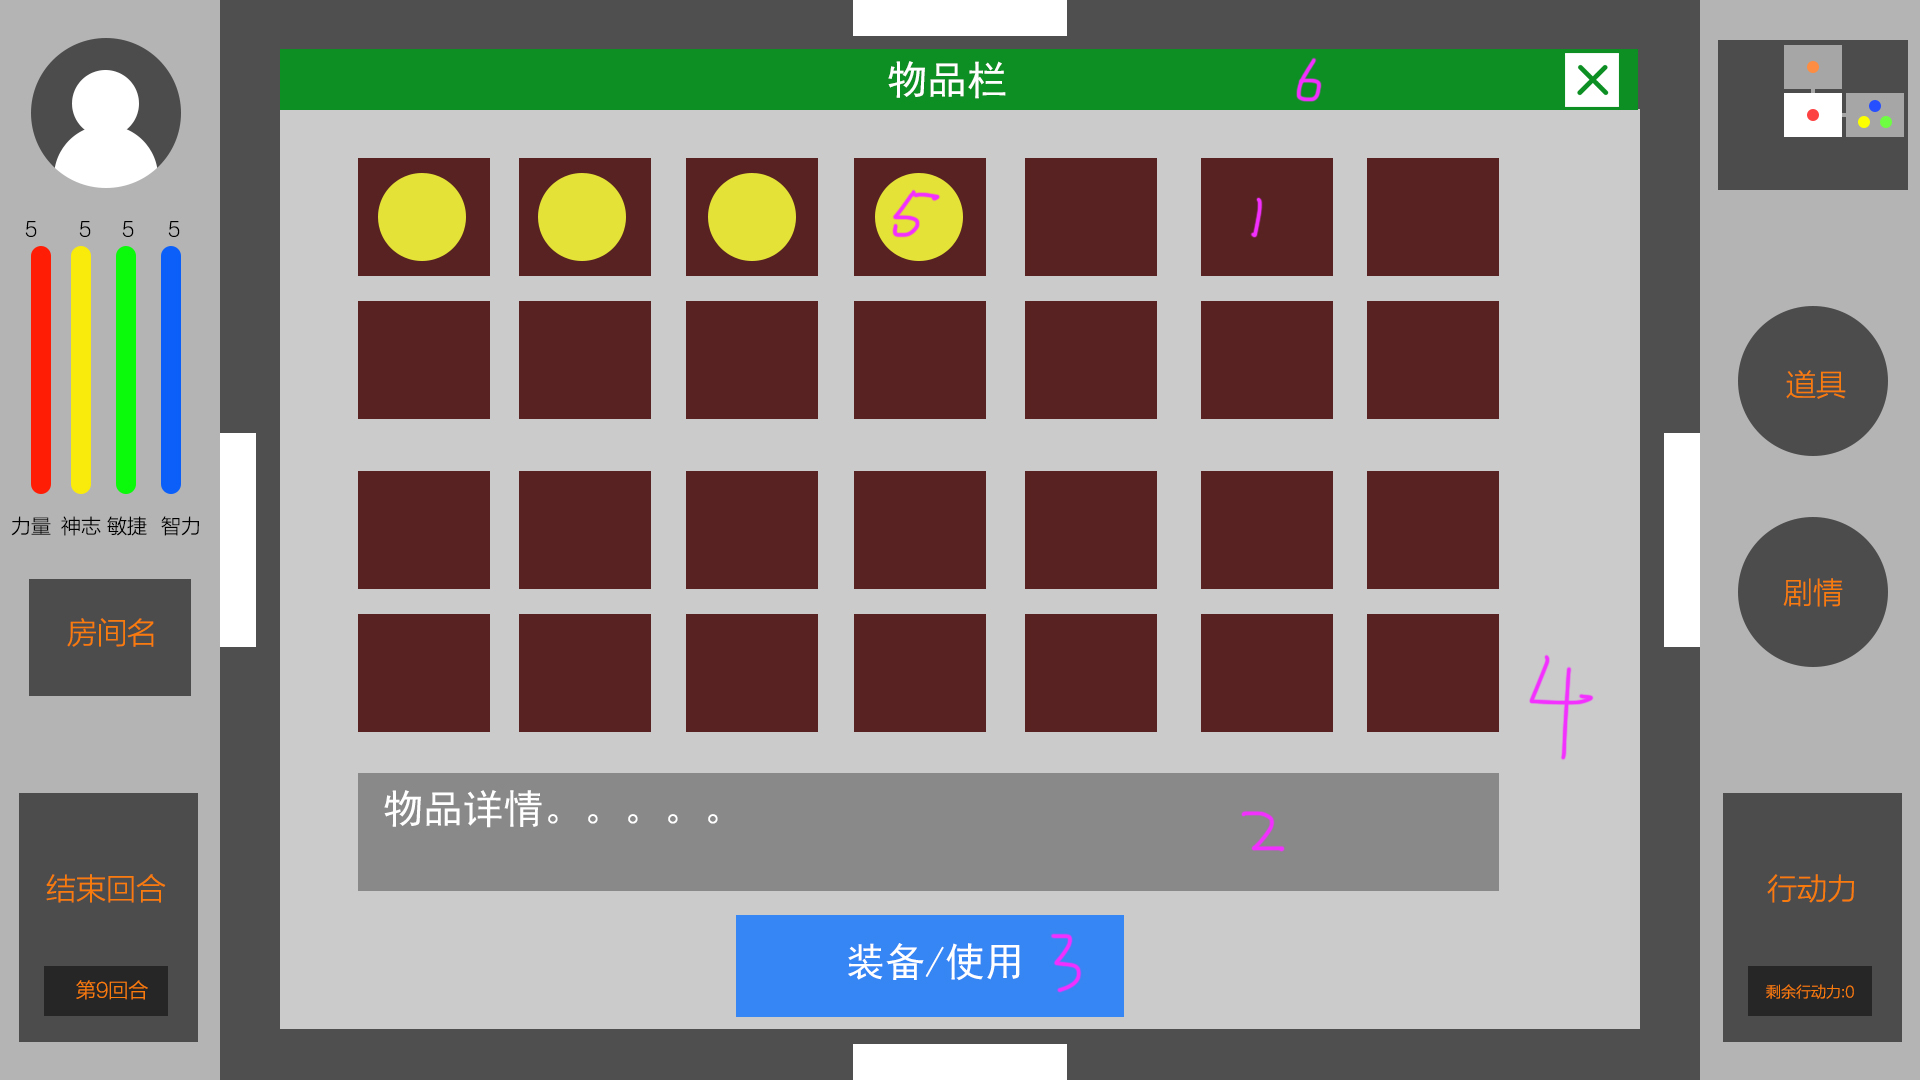 物品栏 6
5 5 5 5
5 1
力量 神志 敏捷 智力
道具
剧情
房间名
4
物品详情。。。。。 2
结束回合
行动力
装备/使用 3
第9回合
剩余行动力:0